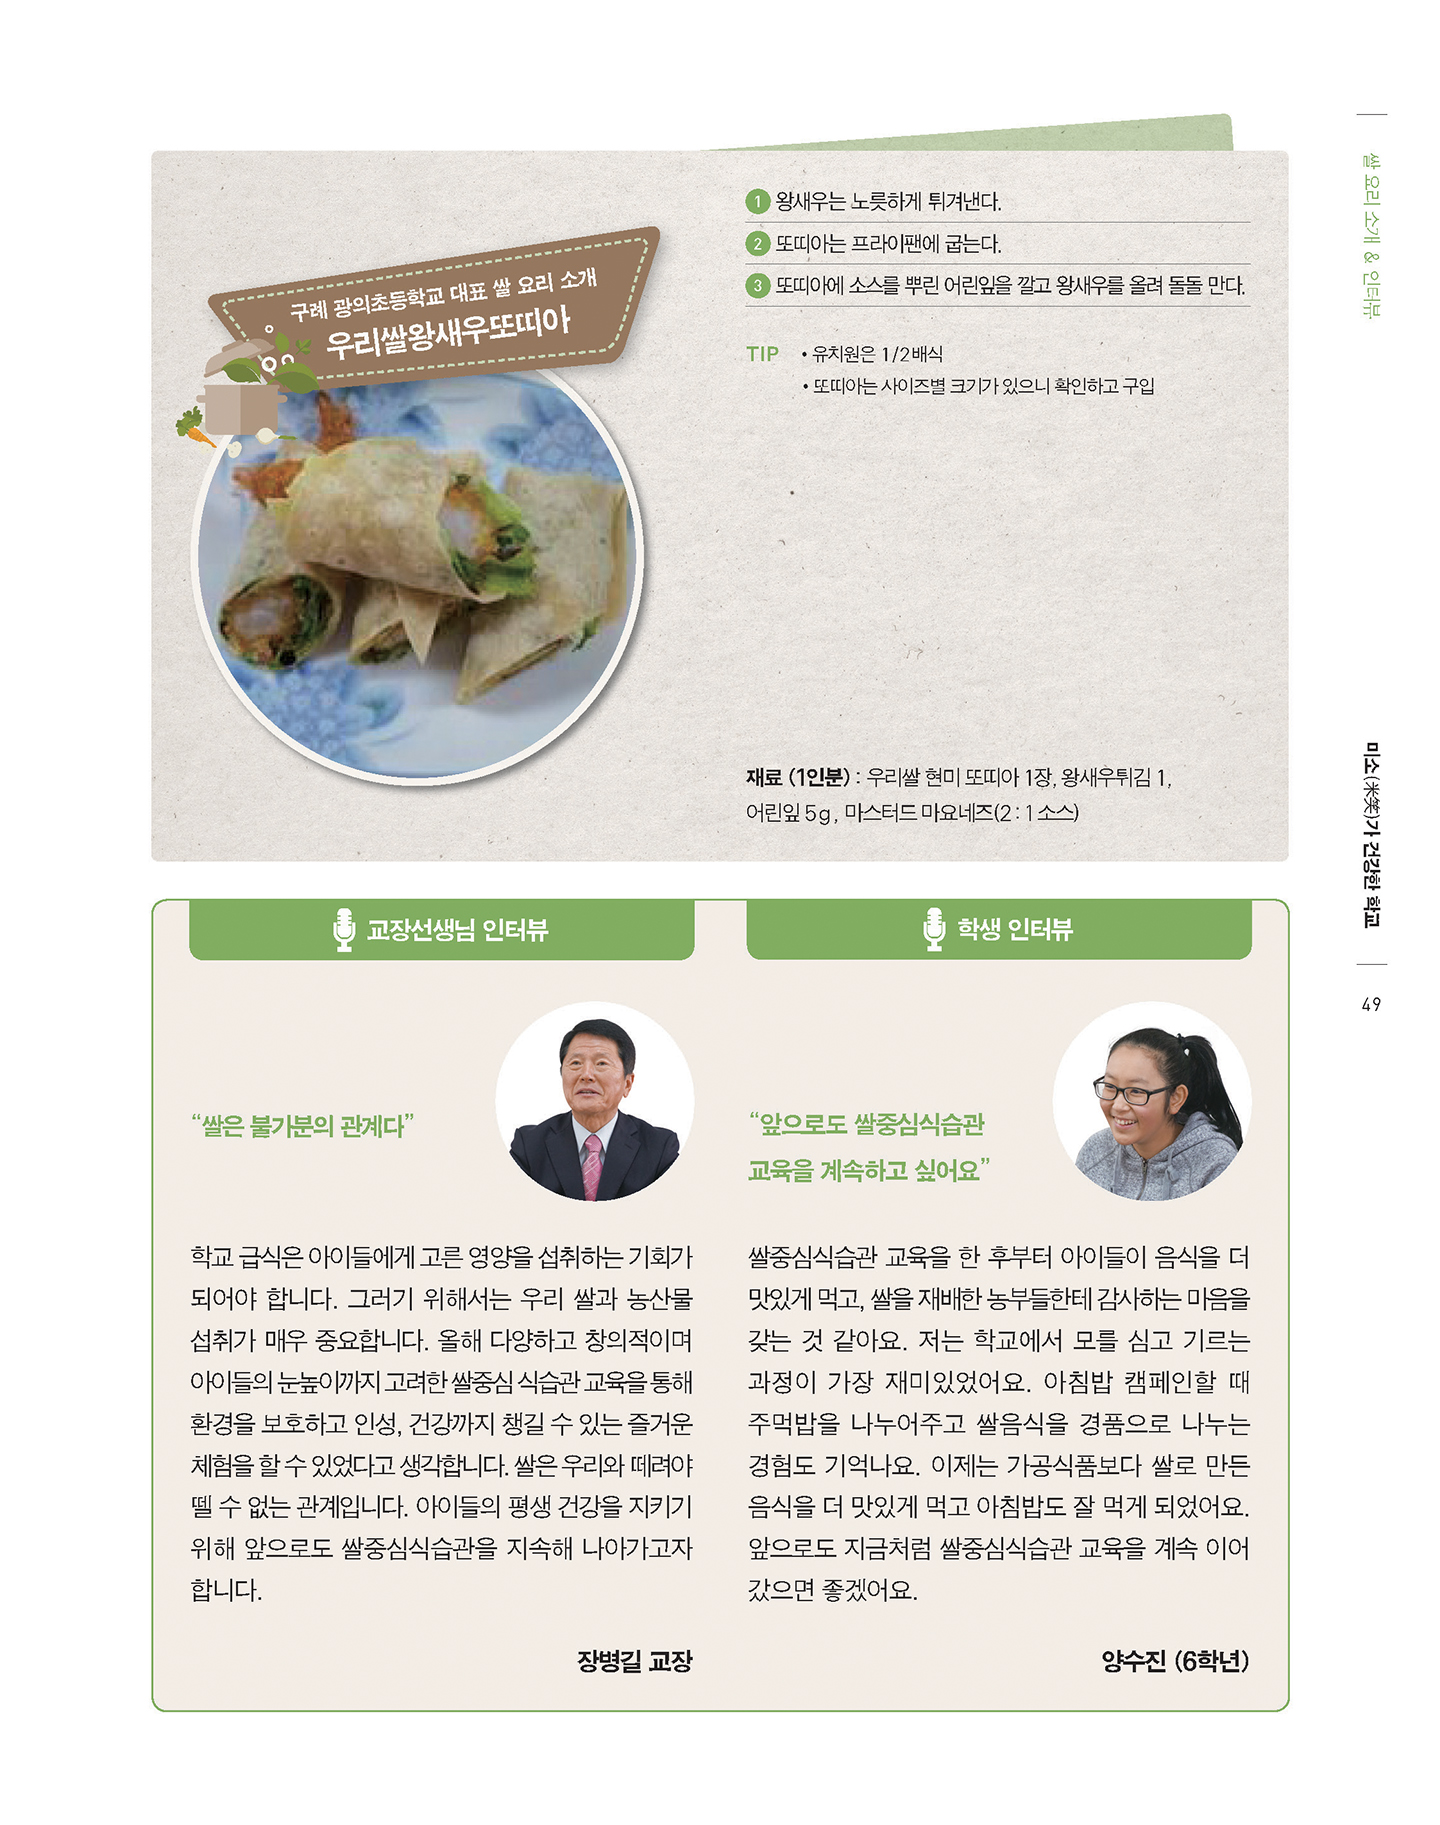 구례 광의초등학교 대표 쌀 요리 소개
우리쌀왕새우또띠아
1 왕새우는 노릇하게 튀겨낸다.
2 또띠아는 프라이팬에 굽는다.
3 또띠아에 소스를 뿌린 어린잎을 깔고 왕새우를 올려 돌돌 만다.
TIP • 유치원은 1/2배식
• 또띠아는 사이즈별 크기가 있으니 확인하고 구입
재료 (1인분) : 우리쌀 현미 또띠아 1장, 왕새우튀김 1,
어린잎 5g, 마스터드 마요네즈(2 : 1 소스)
쌀 요리 소개 & 인터뷰
미소(米笑)가 건강한 학교
49
교장선생님 인터뷰
“쌀은 불가분의 관계다”
학교 급식은 아이들에게 고른 영양을 섭취하는 기회가
되어야 합니다. 그러기 위해서는 우리 쌀과 농산물
섭취가 매우 중요합니다. 올해 다양하고 창의적이며
아이들의 눈높이까지 고려한 쌀중심 식습관 교육을 통해
환경을 보호하고 인성, 건강까지 챙길 수 있는 즐거운
체험을 할 수 있었다고 생각합니다. 쌀은 우리와 떼려야
뗄 수 없는 관계입니다. 아이들의 평생 건강을 지키기
위해 앞으로도 쌀중심식습관을 지속해 나아가고자
합니다.
장병길 교장
학생 인터뷰
“앞으로도 쌀중심식습관
교육을 계속하고 싶어요”
쌀중심식습관 교육을 한 후부터 아이들이 음식을 더
맛있게 먹고, 쌀을 재배한 농부들한테 감사하는 마음을
갖는 것 같아요. 저는 학교에서 모를 심고 기르는
과정이 가장 재미있었어요. 아침밥 캠페인할 때
주먹밥을 나누어주고 쌀음식을 경품으로 나누는
경험도 기억나요. 이제는 가공식품보다 쌀로 만든
음식을 더 맛있게 먹고 아침밥도 잘 먹게 되었어요.
앞으로도 지금처럼 쌀중심식습관 교육을 계속 이어
갔으면 좋겠어요.
양수진 (6학년)